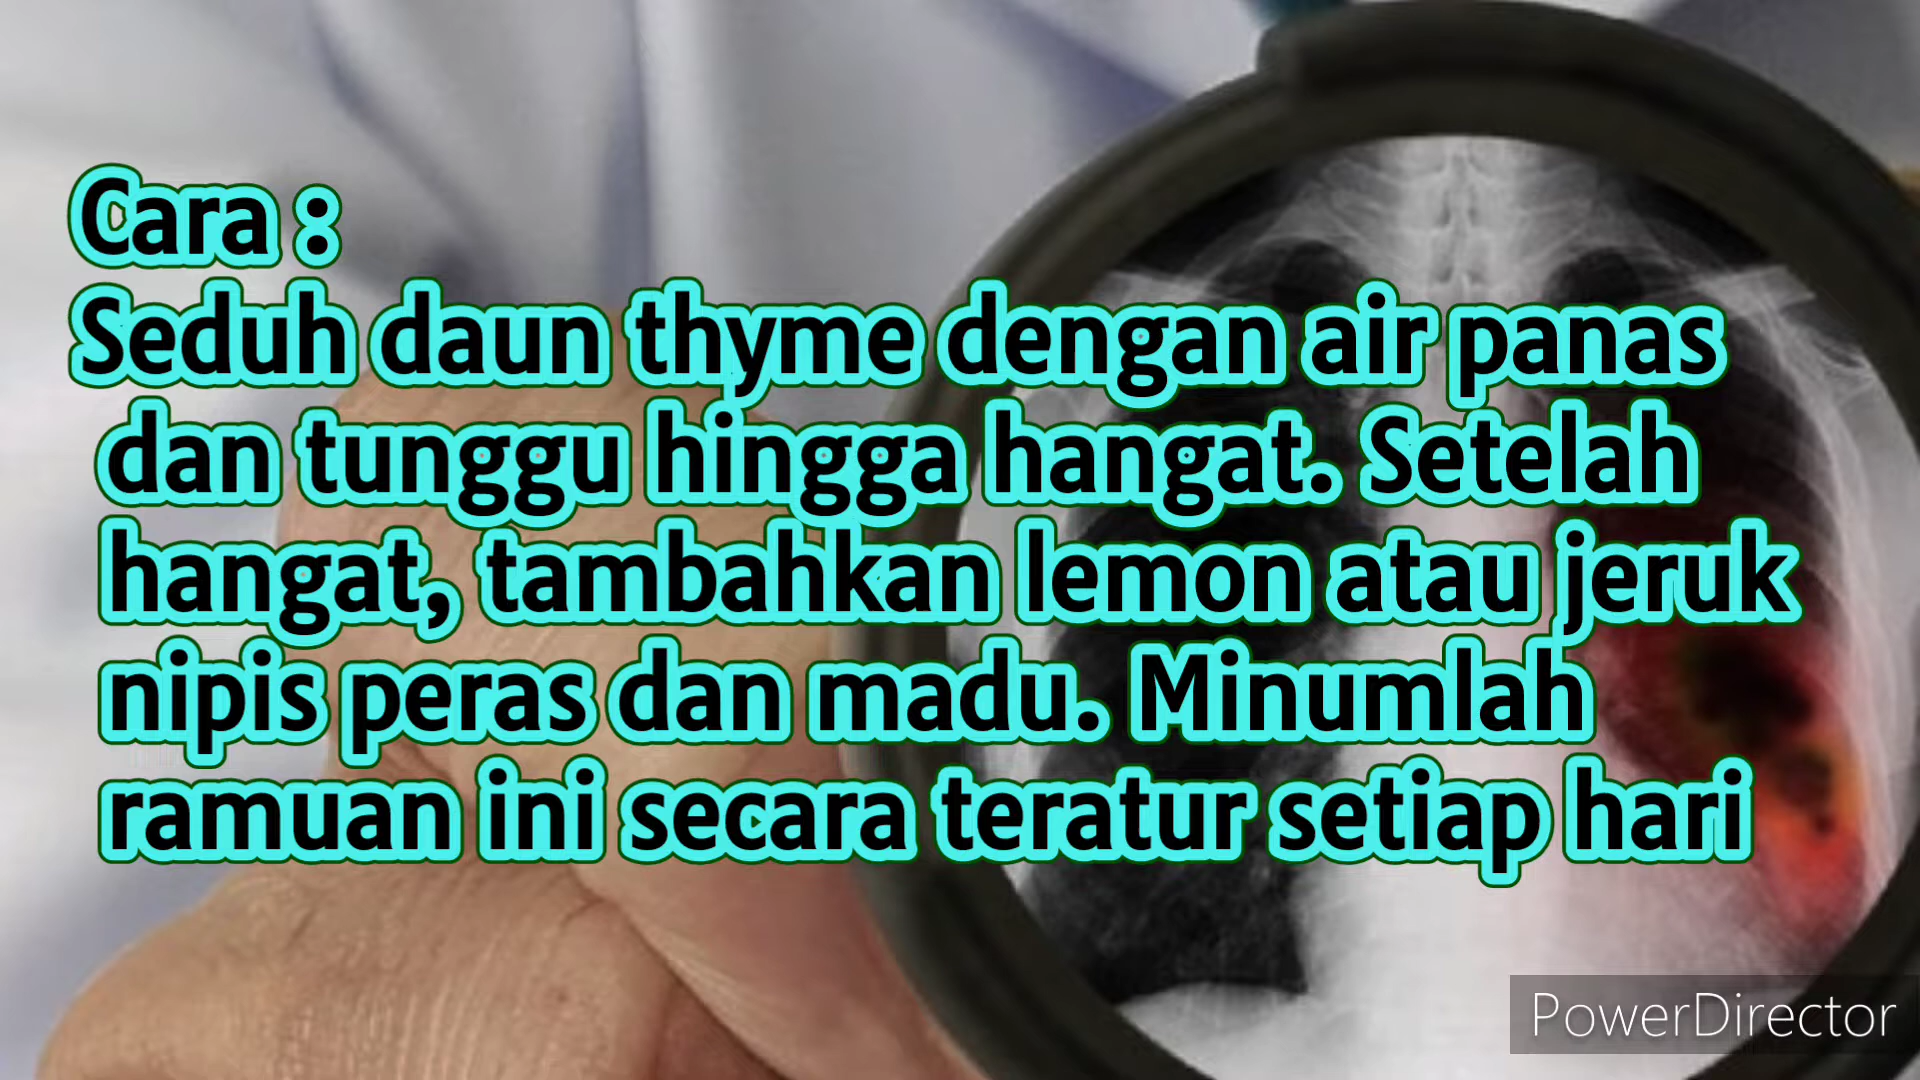 Cara :
Seduh daun thyme dengan air panas
dan tunggu hingga hangat. Setelah
hangat, tambahkan lemon atau jeruk
nipis peras dan madu. Minumlah
ramuan ini secara teratur setiap hari
PowerDirector